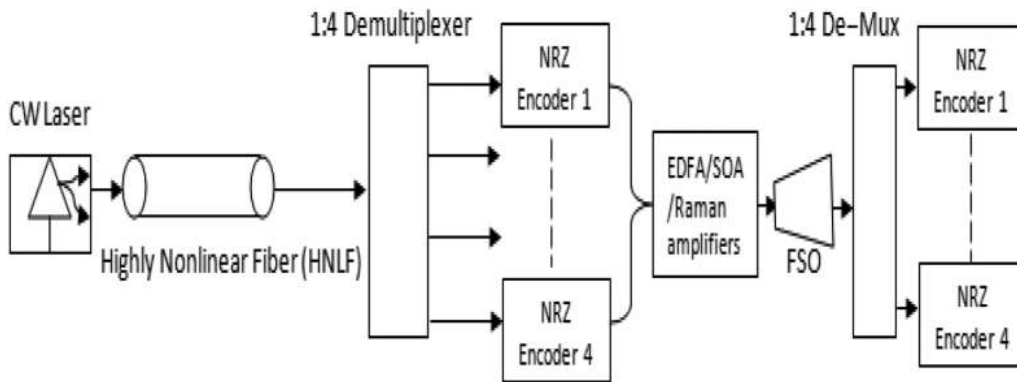 1:4 Demultiplexer
1:4 De–Mux
CW Laser
NRZ
Encoder 1
NRZ
Encoder 1
EDFA/SOA
/Raman
amplifiers
Highly Nonlinear Fiber (HNLF)
FSO
NRZ
Encoder 4
NRZ
Encoder 4